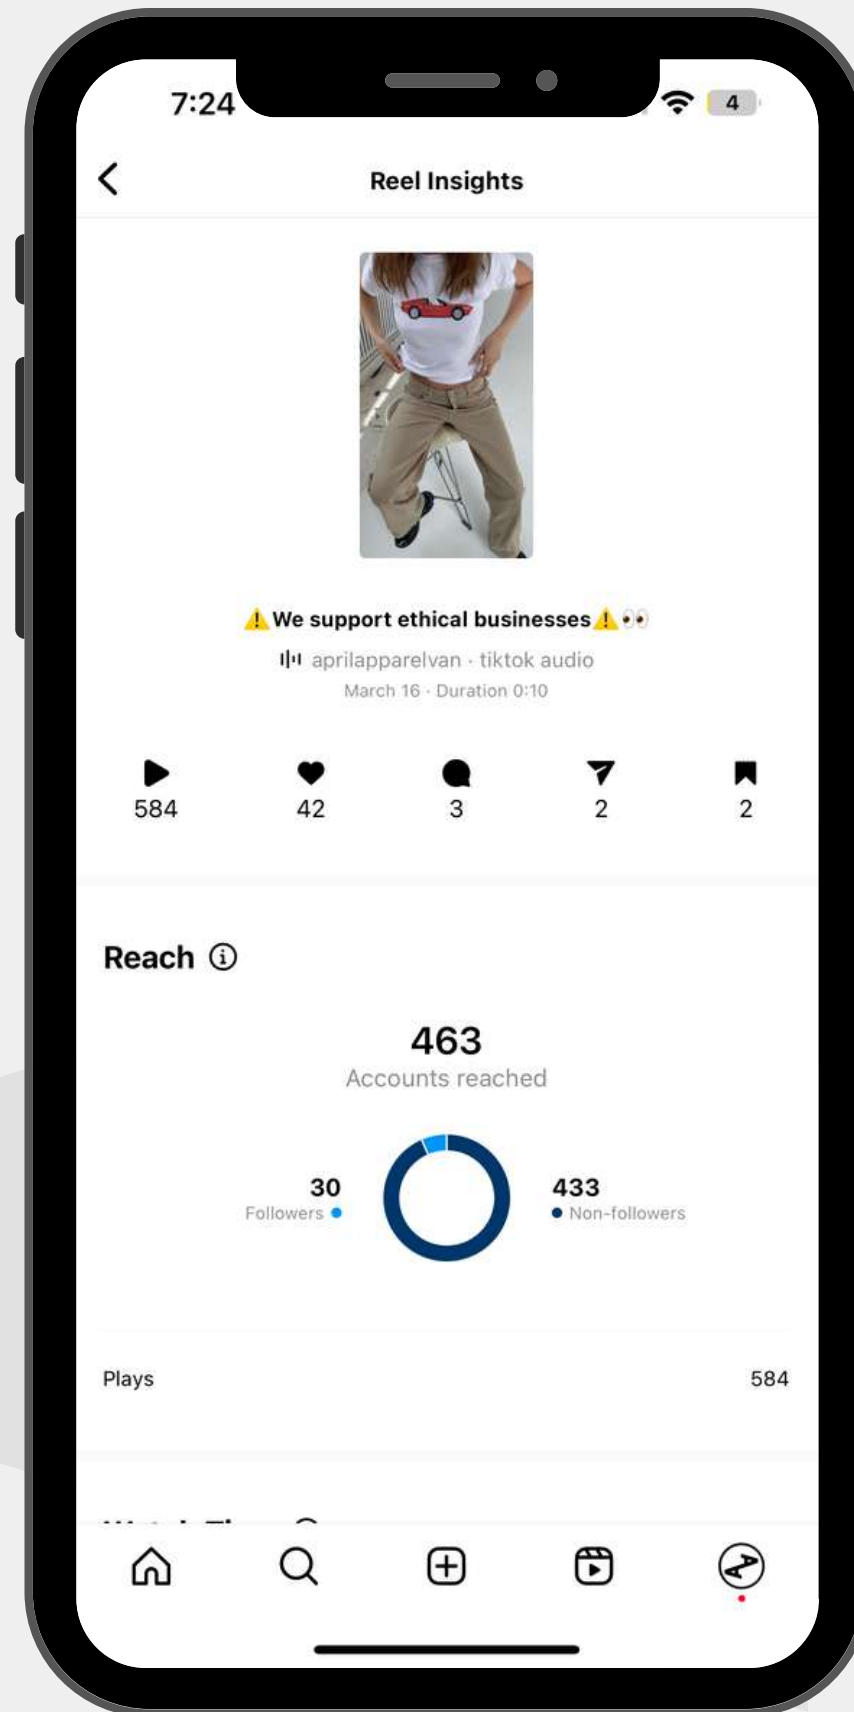 7:24
4
Reel Insights
⚠️We support ethical businesses⚠️👀
aprilapparelvan · tiktok audio
March 16 · Duration 0:10
584 42 3 2 2
Reach
463
Accounts reached
30
Followers
433
Non-followers
Plays 584